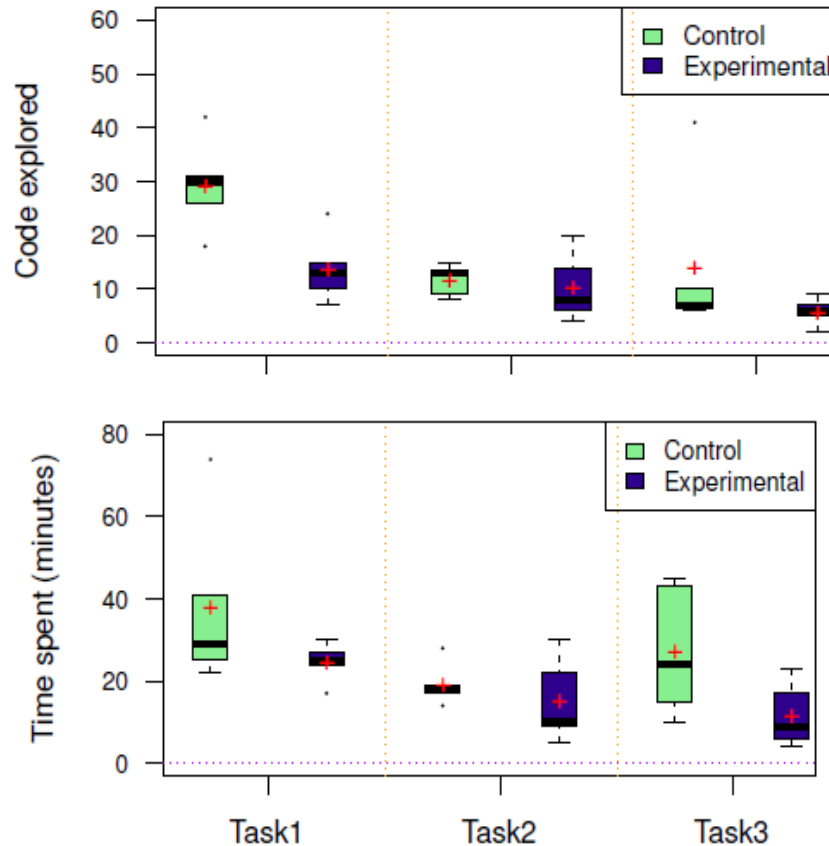 Code explored
60
50
40
30
20
10
0
Control
Experimental
Time spent (minutes)
80
60
40
20
0
Control
Experimental
Task1 Task2 Task3